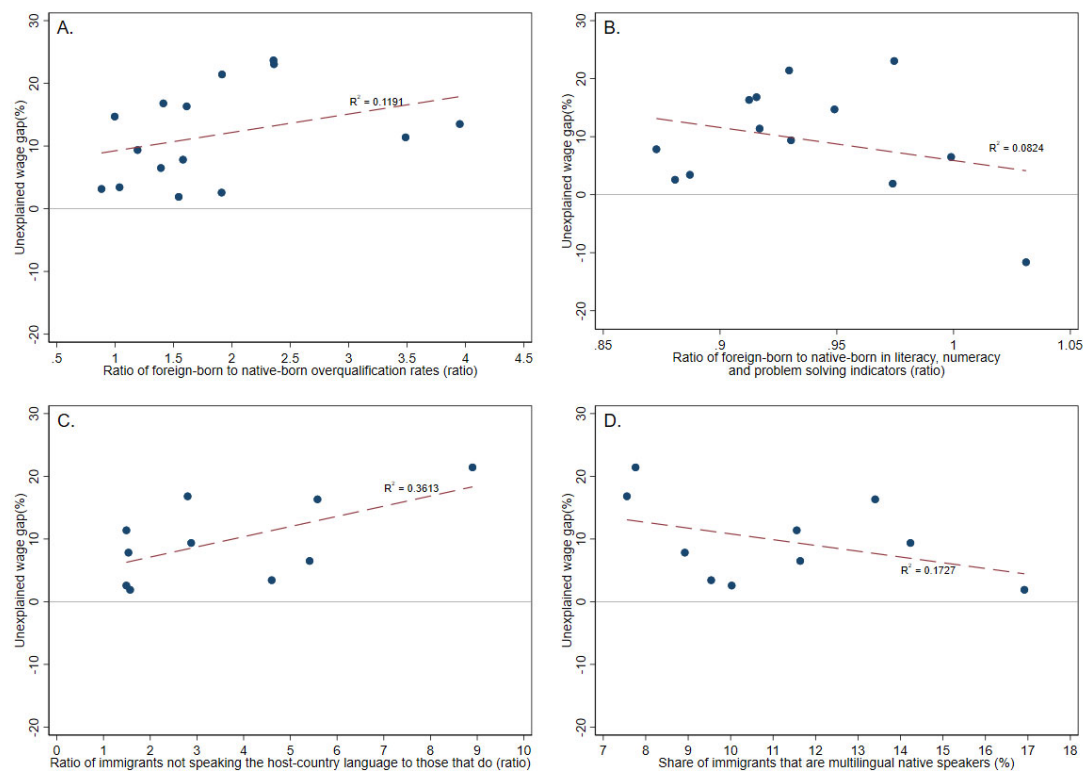 A.
Unexplained wage gap(%)
30
20
10
0
-10
-20
R² = 0.1191
.5 1 1.5 2 2.5 3 3.5 4 4.5
Ratio of foreign-born to native-born overqualification rates (ratio)
B.
Unexplained wage gap(%)
30
20
10
0
-10
-20
R² = 0.0824
.85 .9 .95 1 1.05
Ratio of foreign-born to native-born in literacy, numeracy
and problem solving indicators (ratio)
C.
Unexplained wage gap(%)
30
20
10
0
-10
-20
R² = 0.3613
0 1 2 3 4 5 6 7 8 9 10
Ratio of immigrants not speaking the host-country language to those that do (ratio)
D.
Unexplained wage gap(%)
30
20
10
0
-10
-20
R² = 0.1727
7 8 9 10 11 12 13 14 15 16 17 18
Share of immigrants that are multilingual native speakers (%)